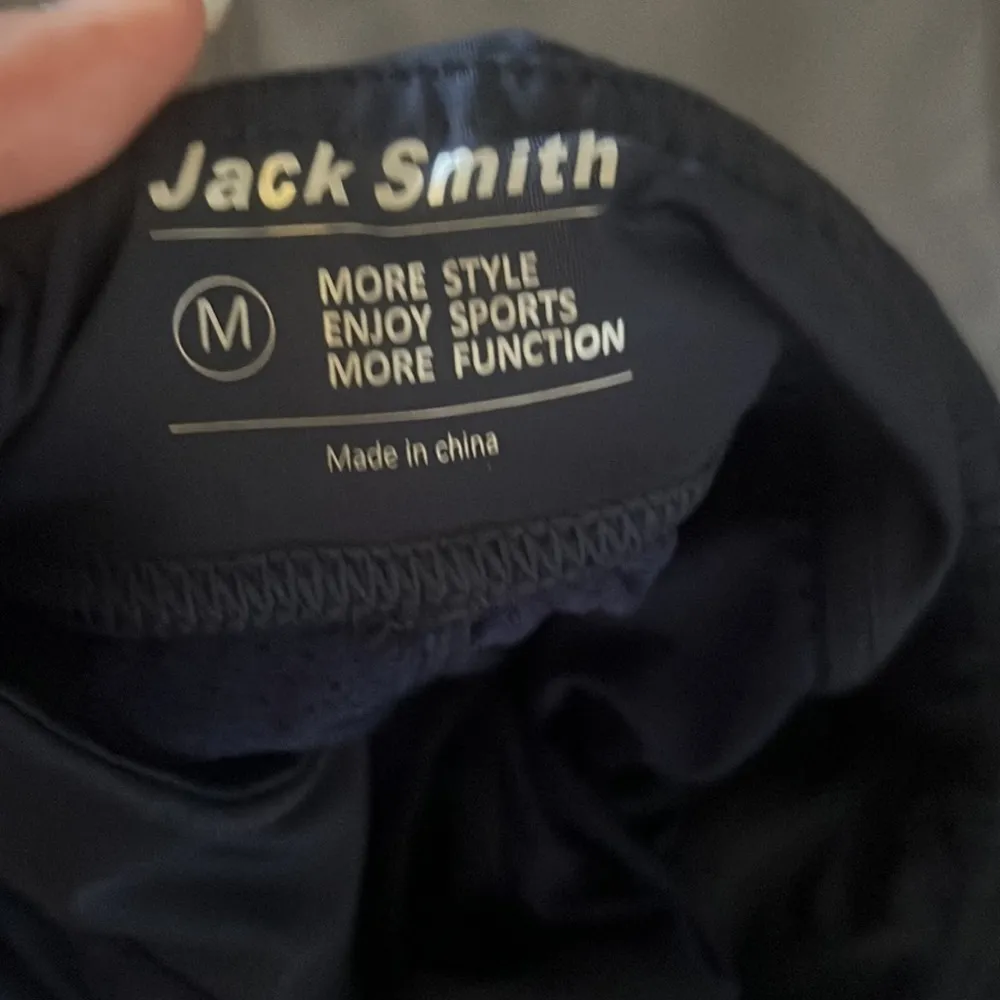 Jack Smith
M
MORE STYLE
ENJOY SPORTS
MORE FUNCTION
Made in china